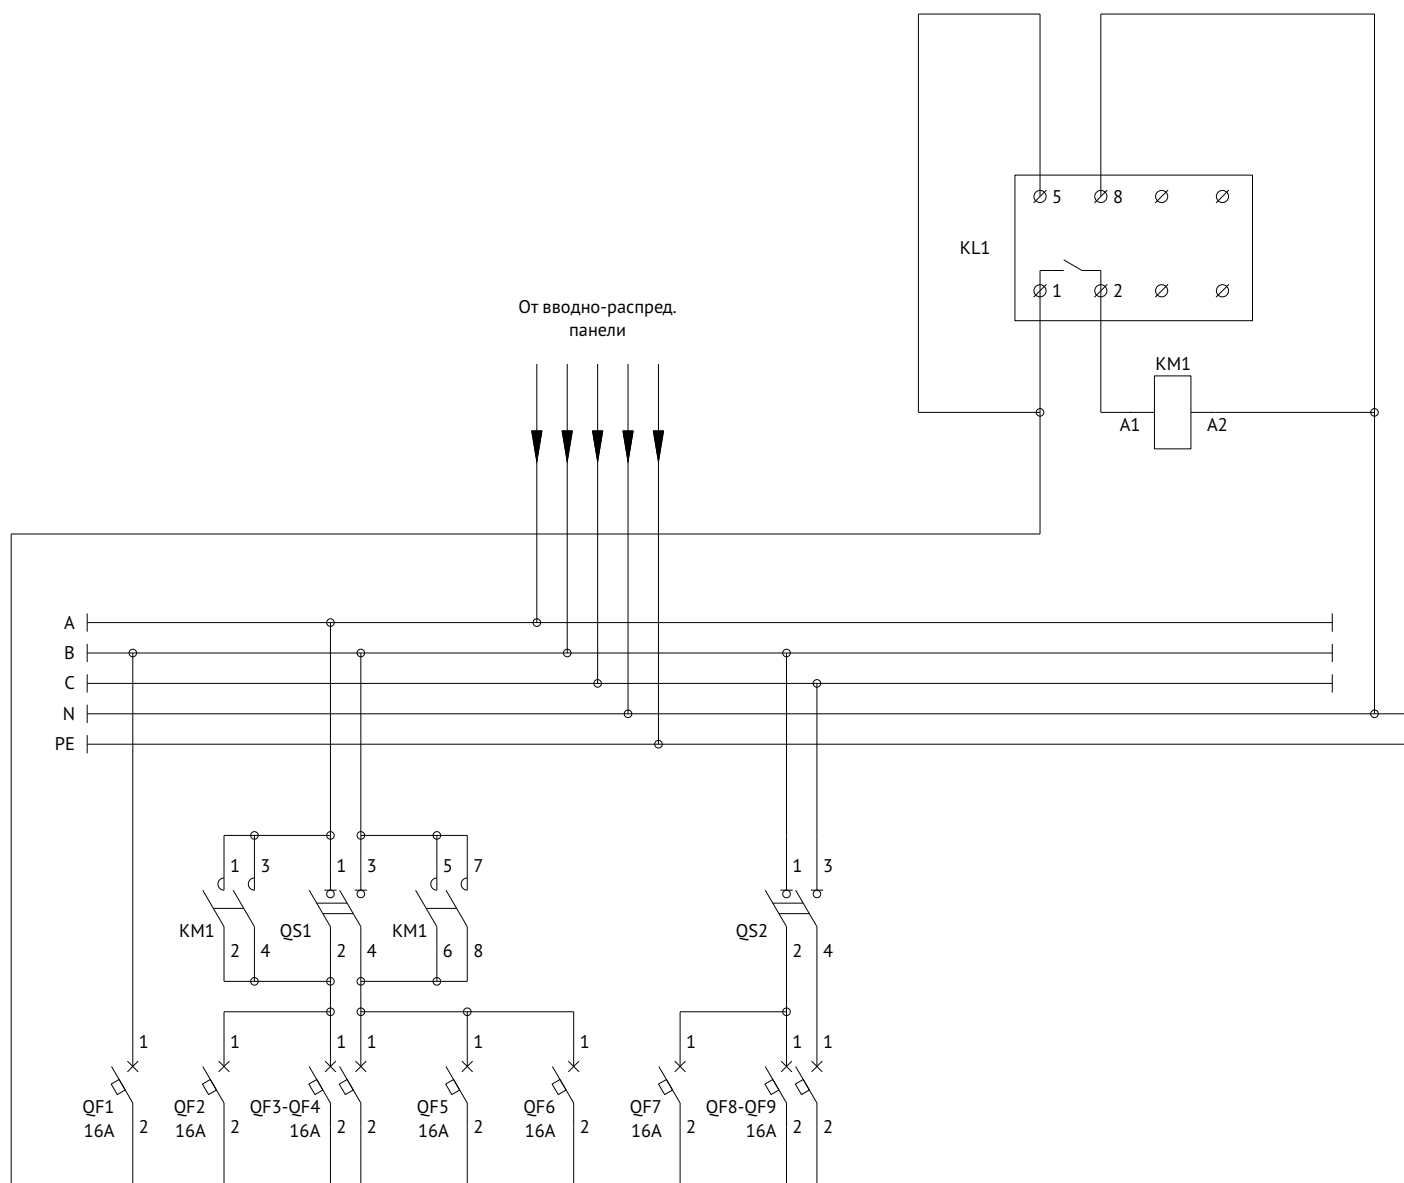 5 8
KL1
1 2
От вводно-распред.
панели
KM1
A1 A2
A
B
C
N
PE
1 3 1 3 5 7 1 3
KM1 QS1 KM1 QS2
2 4 2 4 6 8 2 4
1 1 1 1 1 1 1 1 1
QF1 QF2 QF3-QF4 QF5 QF6 QF7 QF8-QF9
16A 2 16A 2 16A 2 2 16A 2 16A 2 16A 2 16A 2 2